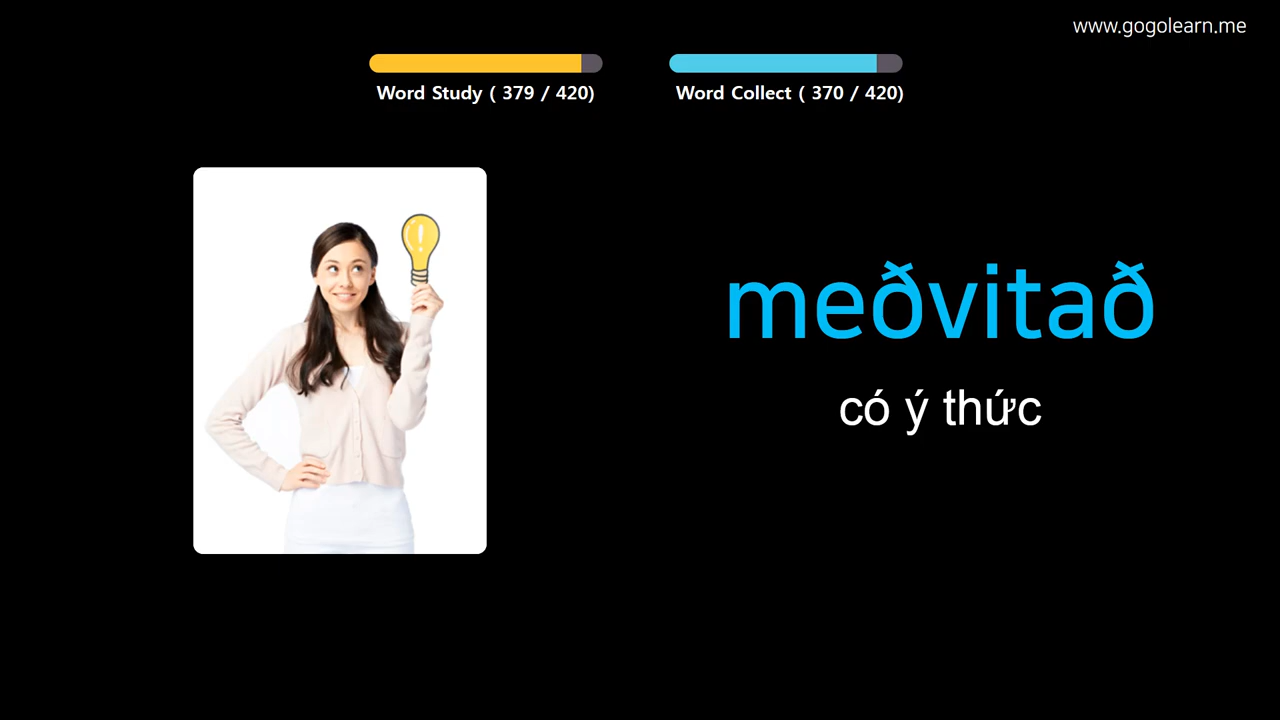 www.gogolearn.me
Word Study ( 379 / 420)
Word Collect ( 370 / 420)
meðvitað
có ý thức